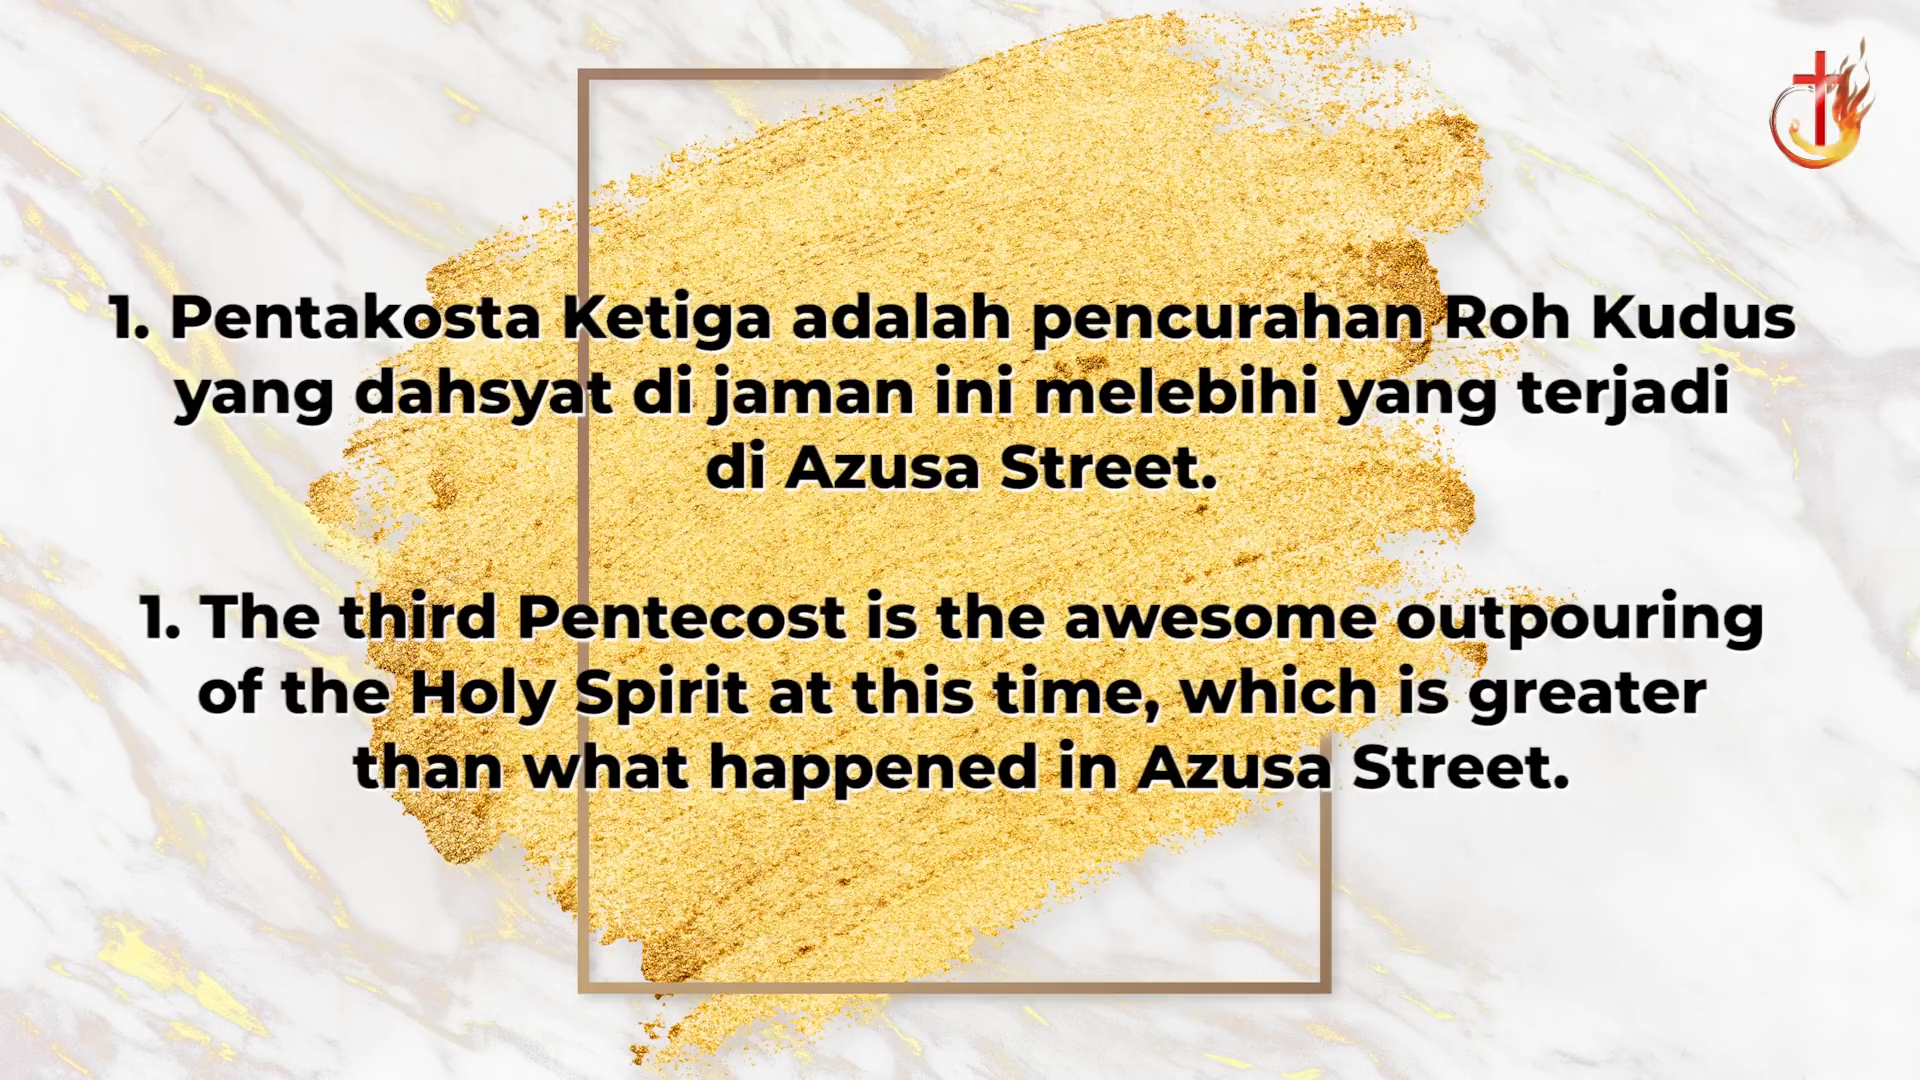 1. Pentakosta Ketiga adalah pencurahan Roh Kudus
yang dahsyat di jaman ini melebihi yang terjadi
di Azusa Street.
1. The third Pentecost is the awesome outpouring
of the Holy Spirit at this time, which is greater
than what happened in Azusa Street.